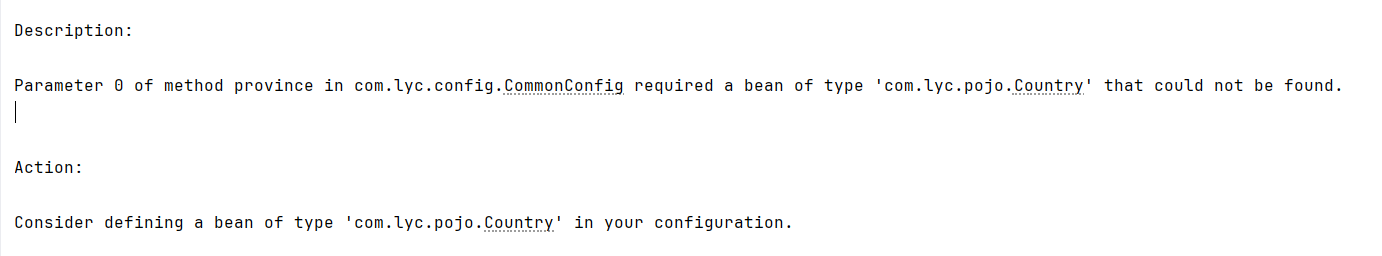 Description:
Parameter 0 of method province in com.lyc.config.CommonConfig required a bean of type 'com.lyc.pojo.Country' that could not be found.
Action:
Consider defining a bean of type 'com.lyc.pojo.Country' in your configuration.